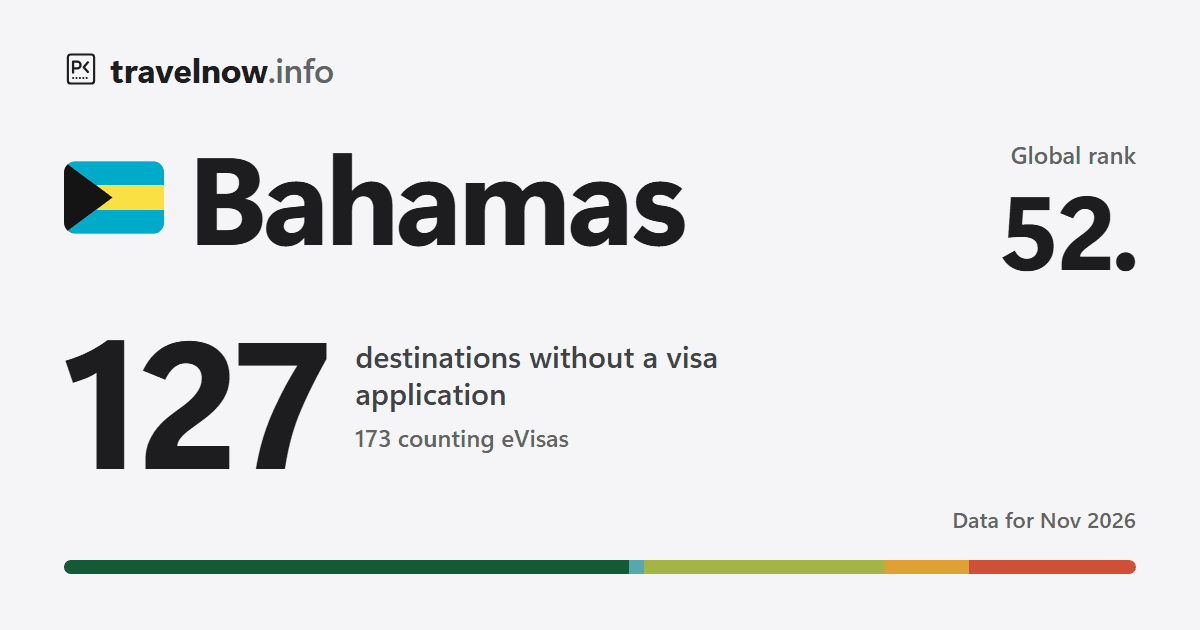 travelnow.info
Bahamas
Global rank
52.
127
destinations without a visa
application
173 counting eVisas
Data for Nov 2026